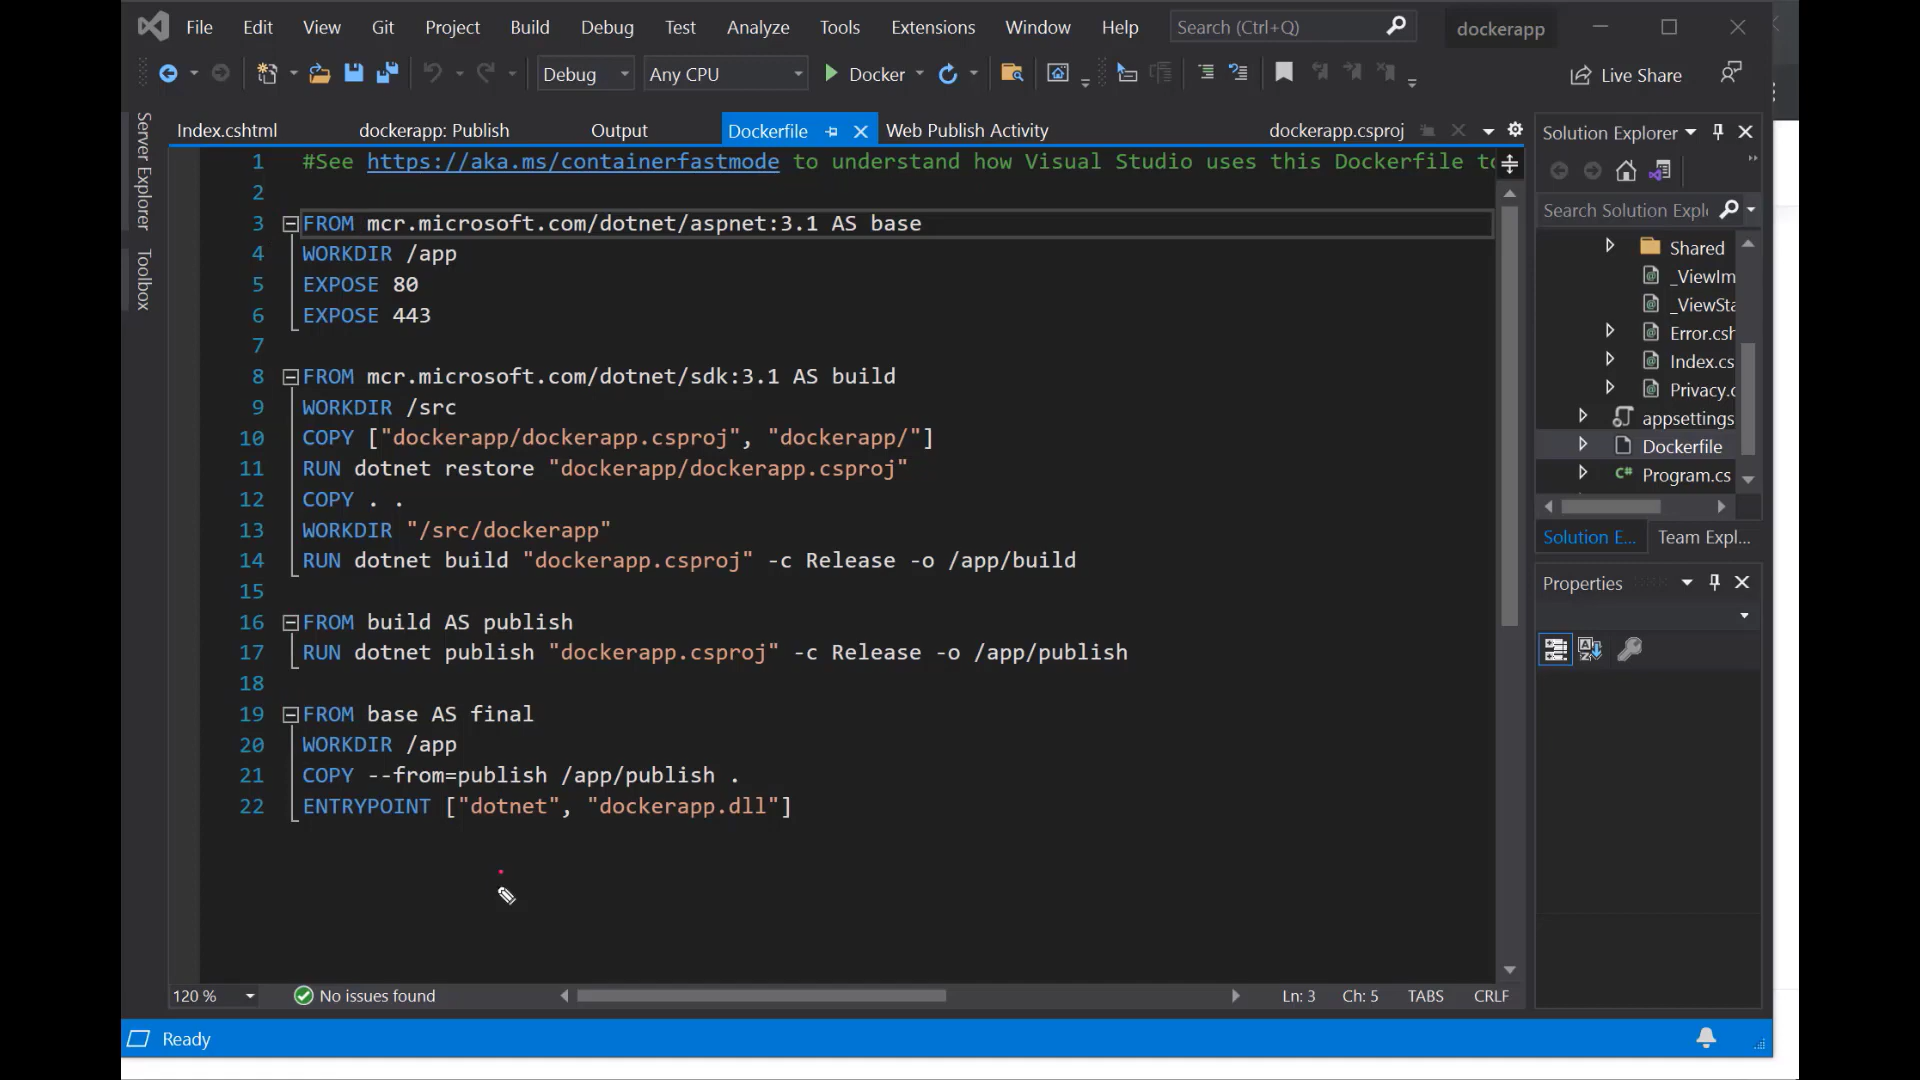 File Edit View Git Project Build Debug Test Analyze Tools Extensions Window Help Search (Ctrl+Q) dockerapp
Debug Any CPU Docker Live Share
Server Explorer
Toolbox
Index.cshtml dockerapp: Publish Output Dockerfile Web Publish Activity dockerapp.csproj
1 #See https://aka.ms/containerfastmode to understand how Visual Studio uses this Dockerfile to
2
3 FROM mcr.microsoft.com/dotnet/aspnet:3.1 AS base
4 WORKDIR /app
5 EXPOSE 80
6 EXPOSE 443
7
8 FROM mcr.microsoft.com/dotnet/sdk:3.1 AS build
9 WORKDIR /src
10 COPY ["dockerapp/dockerapp.csproj", "dockerapp/"]
11 RUN dotnet restore "dockerapp/dockerapp.csproj"
12 COPY . .
13 WORKDIR "/src/dockerapp"
14 RUN dotnet build "dockerapp.csproj" -c Release -o /app/build
15
16 FROM build AS publish
17 RUN dotnet publish "dockerapp.csproj" -c Release -o /app/publish
18
19 FROM base AS final
20 WORKDIR /app
21 COPY --from=publish /app/publish .
22 ENTRYPOINT ["dotnet", "dockerapp.dll"]
120 % No issues found Ln: 3 Ch: 5 TABS CRLF
Ready
Solution Explorer
Search Solution Expl
Shared
_ViewIm
_ViewSta
Error.csh
Index.cs
Privacy.c
appsettings
Dockerfile
Program.cs
Solution E... Team Expl...
Properties